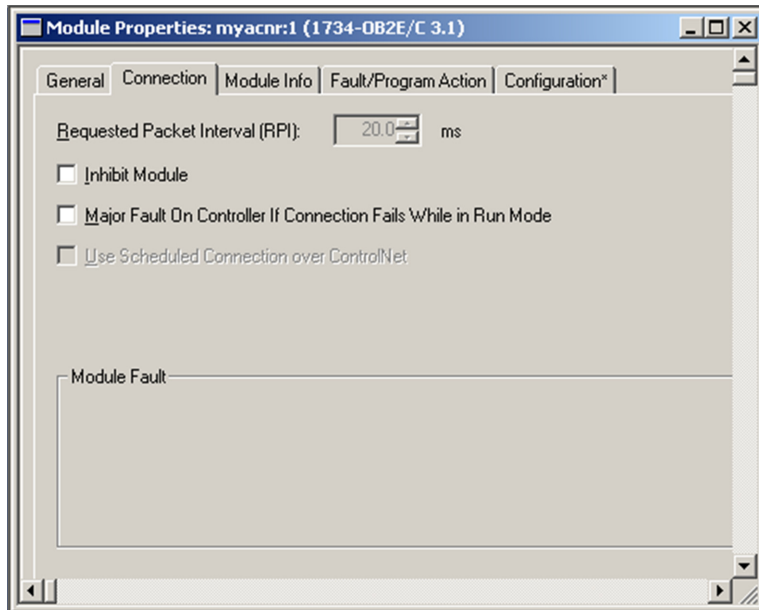 Module Properties: myacnr:1 (1734-OB2E/C 3.1)
General Connection Module Info Fault/Program Action Configuration*
Requested Packet Interval (RPI): 20.0 ms
Inhibit Module
Major Fault On Controller If Connection Fails While in Run Mode
Use Scheduled Connection over ControlNet
Module Fault